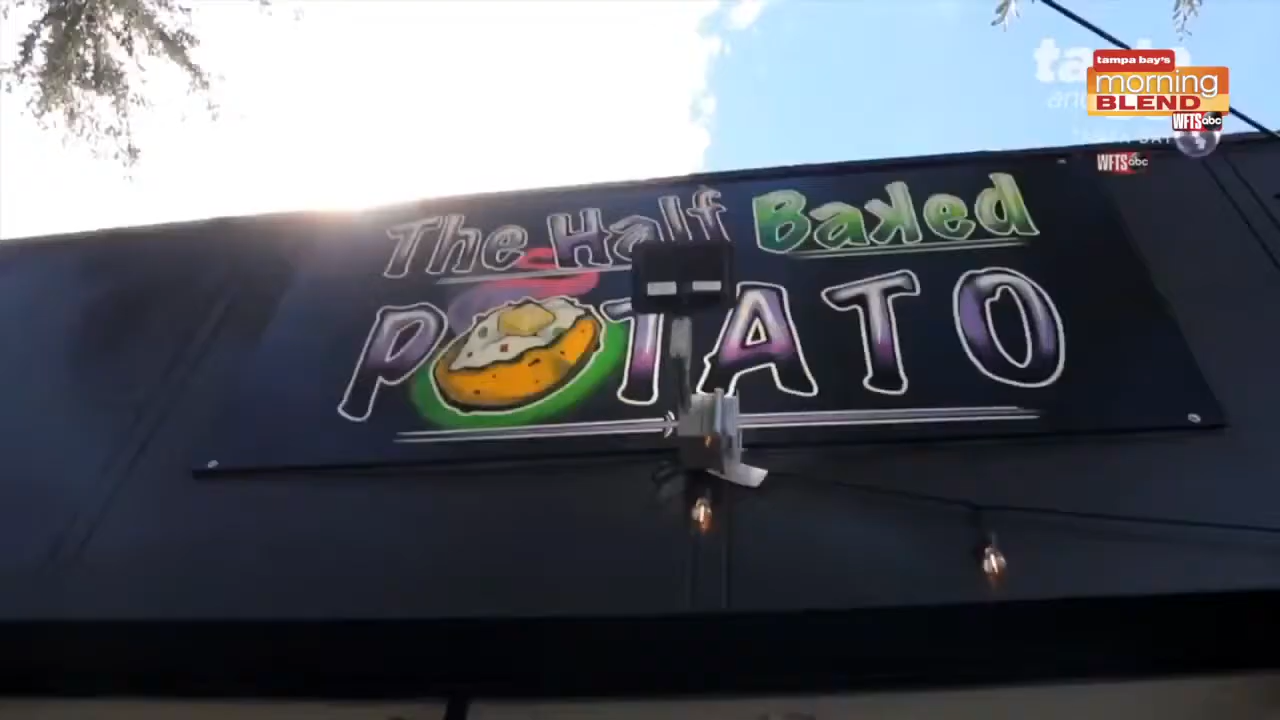 tampa bay's
morning
BLEND
WFTS abc
WFTS abc
The Half Baked
POTATO